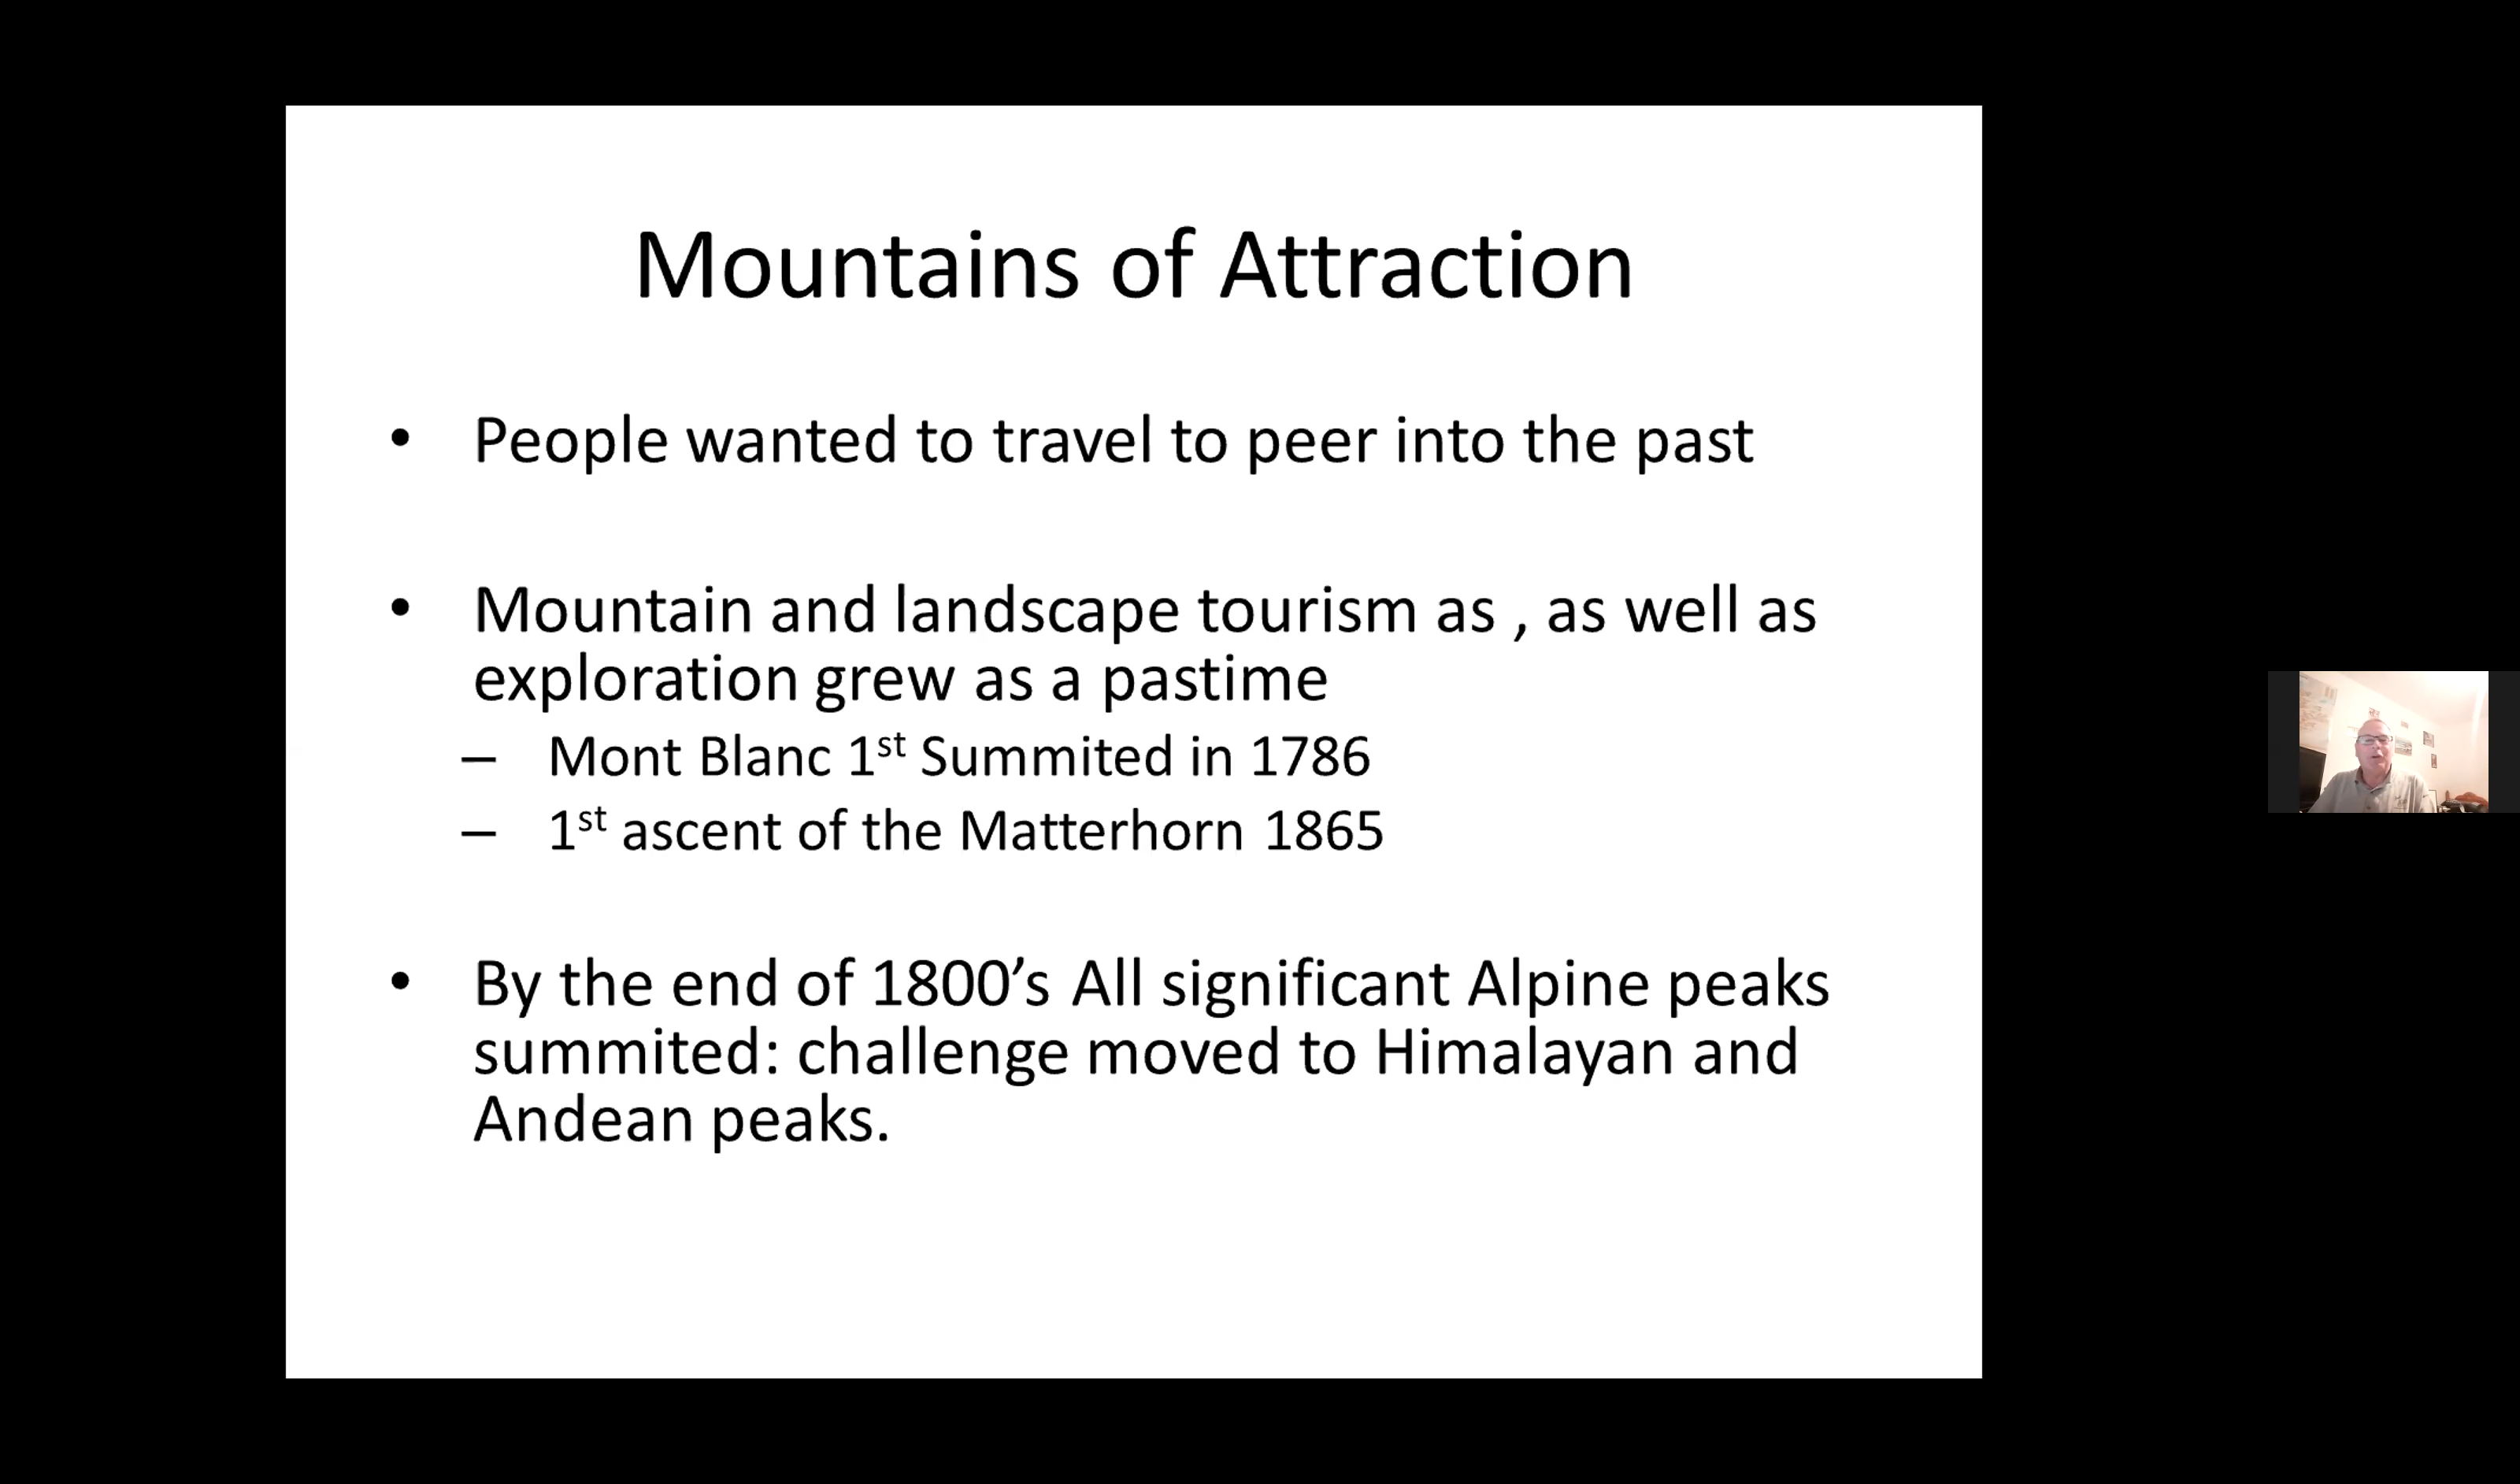 Mountains of Attraction
• People wanted to travel to peer into the past
• Mountain and landscape tourism as , as well as
exploration grew as a pastime
– Mont Blanc 1st Summited in 1786
– 1st ascent of the Matterhorn 1865
• By the end of 1800’s All significant Alpine peaks
summited: challenge moved to Himalayan and
Andean peaks.